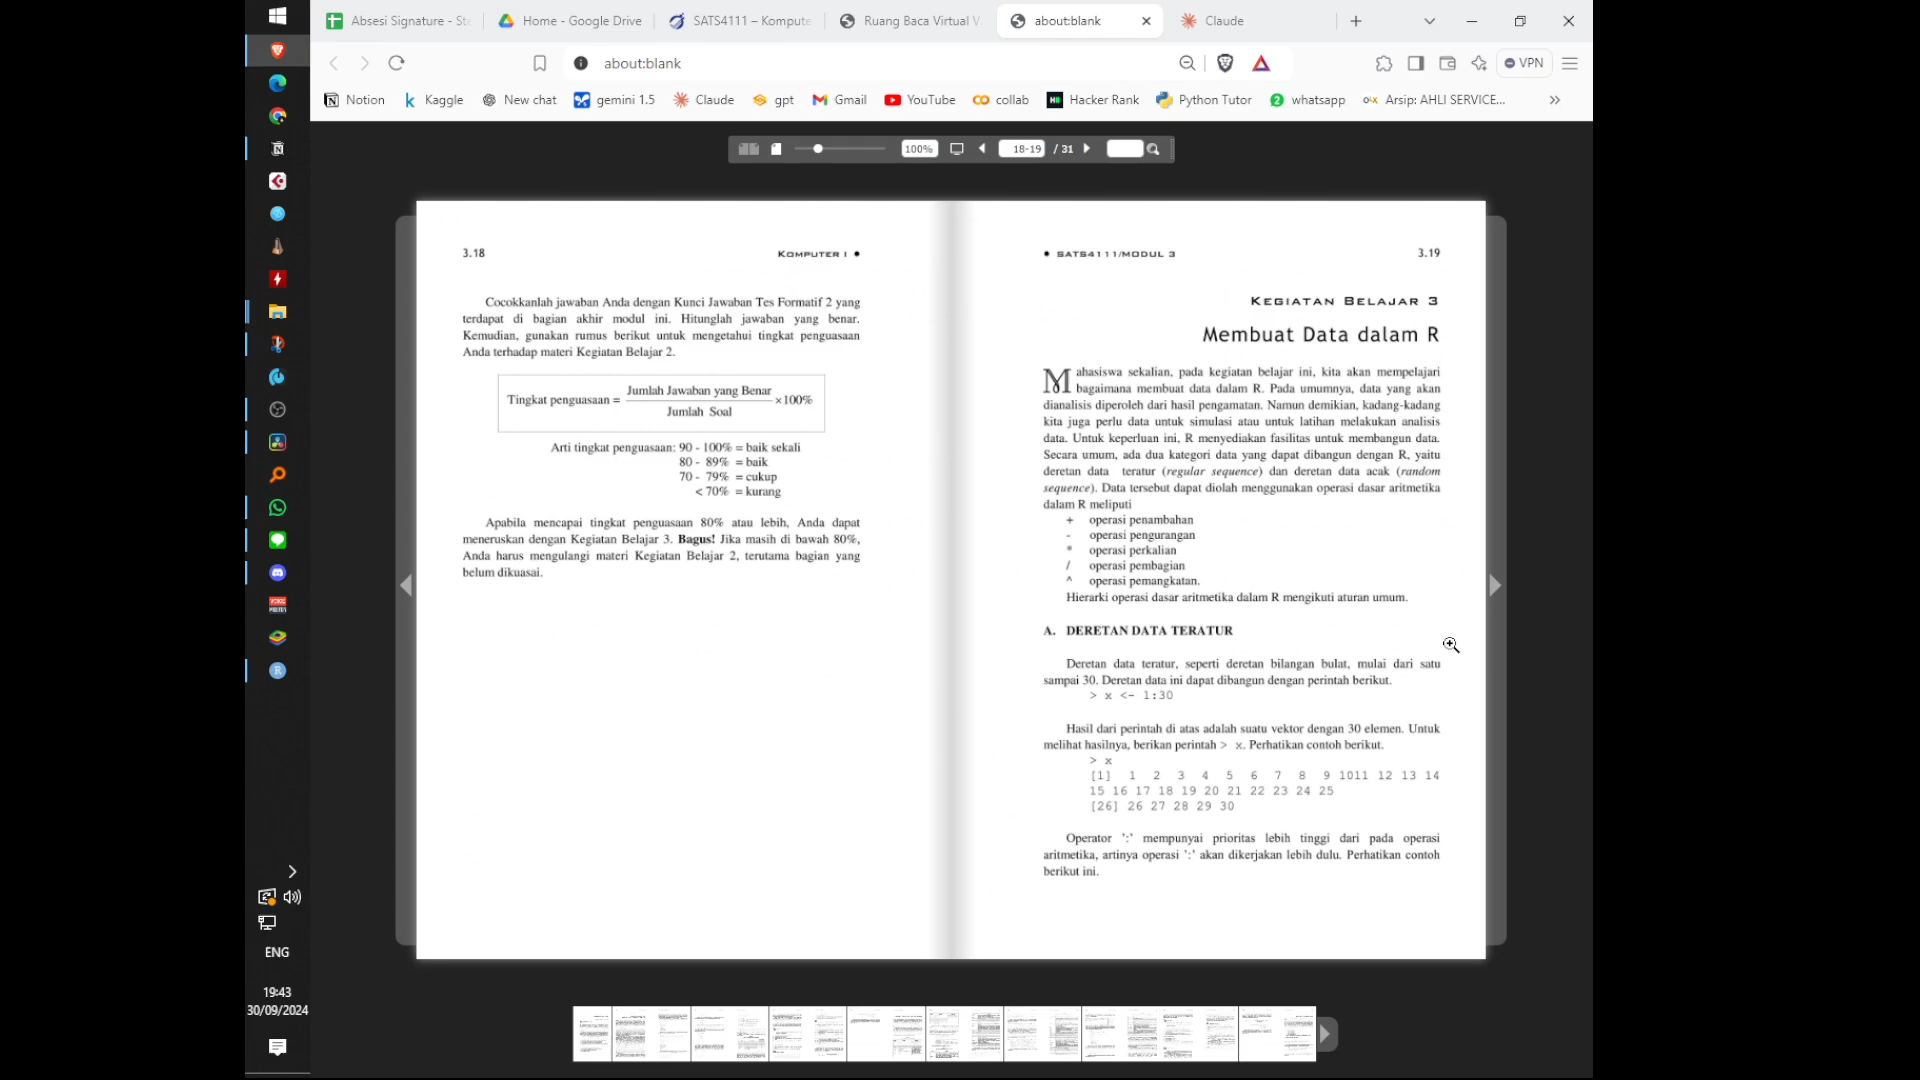 Absesi Signature - Ste
Home - Google Drive
SATS4111 – Kompute
Ruang Baca Virtual V
about:blank
Claude
about:blank
VPN
Notion
Kaggle
New chat
gemini 1.5
Claude
gpt
Gmail
YouTube
collab
Hacker Rank
Python Tutor
whatsapp
Arsip: AHLI SERVICE...
100%
18-19 / 31
3.18 KOMPUTER I ●
Cocokkanlah jawaban Anda dengan Kunci Jawaban Tes Formatif 2 yang
terdapat di bagian akhir modul ini. Hitunglah jawaban yang benar.
Kemudian, gunakan rumus berikut untuk mengetahui tingkat penguasaan
Anda terhadap materi Kegiatan Belajar 2.
Jumlah Jawaban yang Benar
Tingkat penguasaan = ×100%
Jumlah Soal
Arti tingkat penguasaan: 90 - 100% = baik sekali
80 - 89% = baik
70 - 79% = cukup
< 70% = kurang
Apabila mencapai tingkat penguasaan 80% atau lebih, Anda dapat
meneruskan dengan Kegiatan Belajar 3. Bagus! Jika masih di bawah 80%,
Anda harus mengulangi materi Kegiatan Belajar 2, terutama bagian yang
belum dikuasai.
● SATS4111/MODUL 3 3.19
KEGIATAN BELAJAR 3
Membuat Data dalam R
Mahasiswa sekalian, pada kegiatan belajar ini, kita akan mempelajari
bagaimana membuat data dalam R. Pada umumnya, data yang akan
dianalisis diperoleh dari hasil pengamatan. Namun demikian, kadang-kadang
kita juga perlu data untuk simulasi atau untuk latihan melakukan analisis
data. Untuk keperluan ini, R menyediakan fasilitas untuk membangun data.
Secara umum, ada dua kategori data yang dapat dibangun dengan R, yaitu
deretan data teratur (regular sequence) dan deretan data acak (random
sequence). Data tersebut dapat diolah menggunakan operasi dasar aritmetika
dalam R meliputi
+ operasi penambahan
- operasi pengurangan
* operasi perkalian
/ operasi pembagian
^ operasi pemangkatan.
Hierarki operasi dasar aritmetika dalam R mengikuti aturan umum.
A. DERETAN DATA TERATUR
Deretan data teratur, seperti deretan bilangan bulat, mulai dari satu
sampai 30. Deretan data ini dapat dibangun dengan perintah berikut.
> x <- 1:30
Hasil dari perintah di atas adalah suatu vektor dengan 30 elemen. Untuk
melihat hasilnya, berikan perintah > x. Perhatikan contoh berikut.
> x
[1] 1 2 3 4 5 6 7 8 9 1011 12 13 14
15 16 17 18 19 20 21 22 23 24 25
[26] 26 27 28 29 30
Operator ':' mempunyai prioritas lebih tinggi dari pada operasi
aritmetika, artinya operasi ':' akan dikerjakan lebih dulu. Perhatikan contoh
berikut ini.
ENG
19:43
30/09/2024